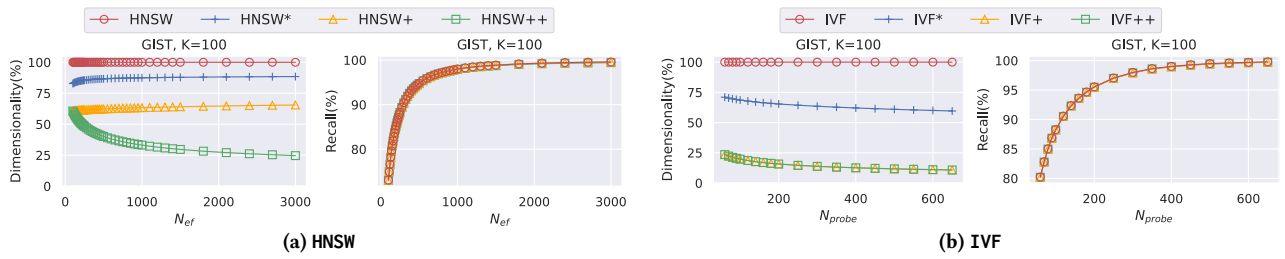 HNSW HNSW* HNSW+ HNSW++
GIST, K=100
Dimensionality(%)
100
75
50
25
0
0 1000 2000 3000
N_ef
GIST, K=100
Recall(%)
100
90
80
0 1000 2000 3000
N_ef
(a) HNSW
IVF IVF* IVF+ IVF++
GIST, K=100
Dimensionality(%)
100
75
50
25
0
200 400 600
N_probe
GIST, K=100
Recall(%)
100
95
90
85
80
200 400 600
N_probe
(b) IVF